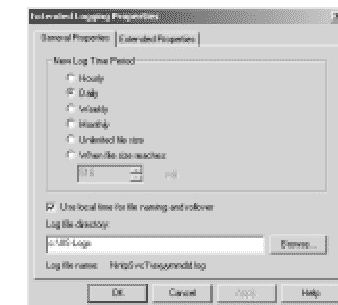 Extended Logging Properties
General Properties
Extended Properties
New Log Time Period
Hourly
Daily
Weekly
Monthly
Unlimited file size
When file size reaches:
Use local time for file naming and rollover
Log file directory:
Browse...
Log file name:
OK
Cancel
Apply
Help